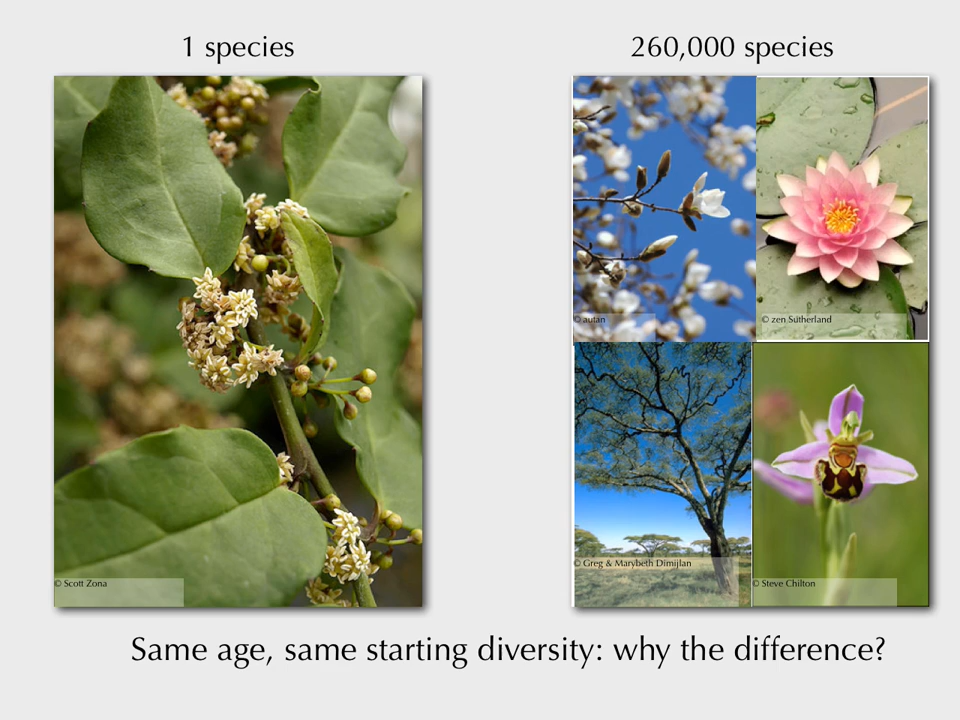 1 species
260,000 species
© autan
© zen Sutherland
© Greg & Marybeth Dimijian
© Scott Zona
© Steve Chilton
Same age, same starting diversity: why the difference?